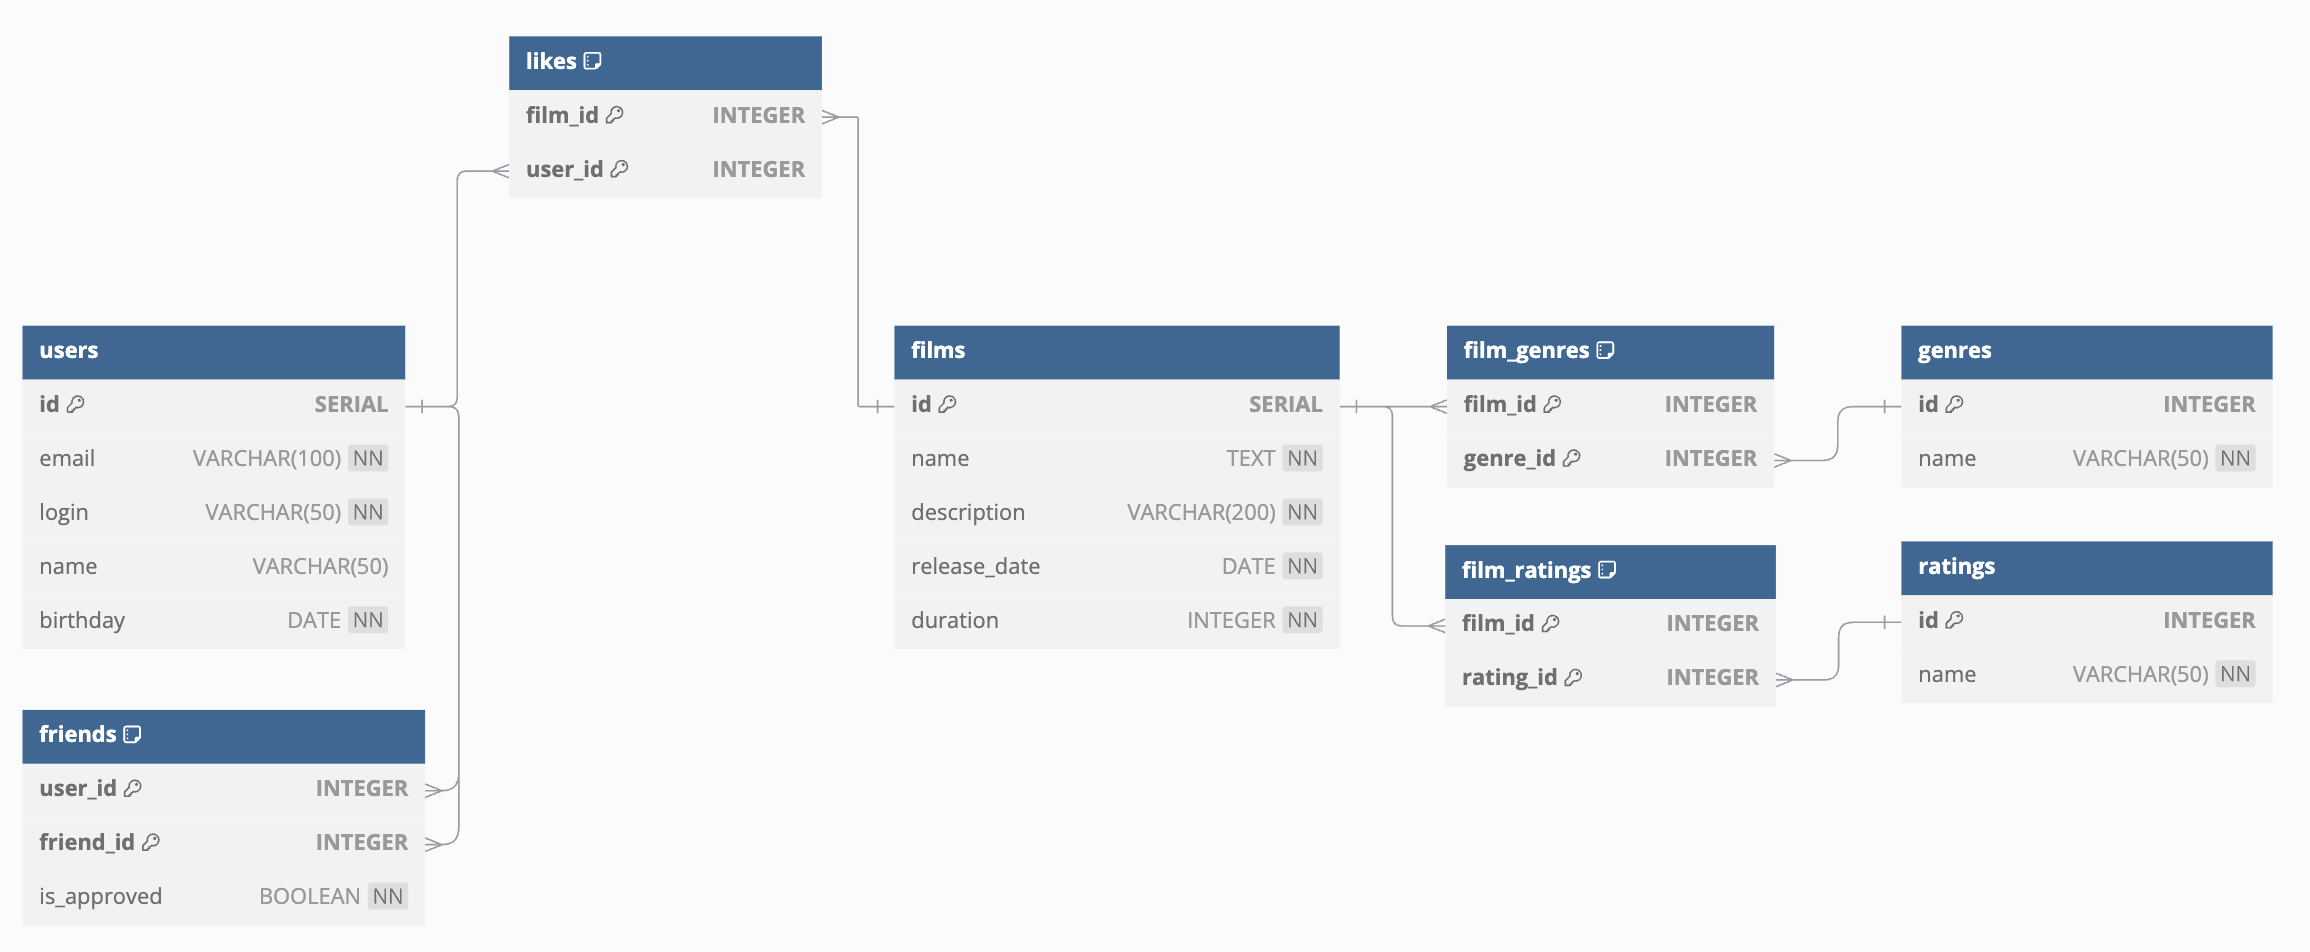 likes
film_id INTEGER
user_id INTEGER
users
id SERIAL
email VARCHAR(100) NN
login VARCHAR(50) NN
name VARCHAR(50)
birthday DATE NN
films
id SERIAL
name TEXT NN
description VARCHAR(200) NN
release_date DATE NN
duration INTEGER NN
film_genres
film_id INTEGER
genre_id INTEGER
genres
id INTEGER
name VARCHAR(50) NN
film_ratings
film_id INTEGER
rating_id INTEGER
ratings
id INTEGER
name VARCHAR(50) NN
friends
user_id INTEGER
friend_id INTEGER
is_approved BOOLEAN NN